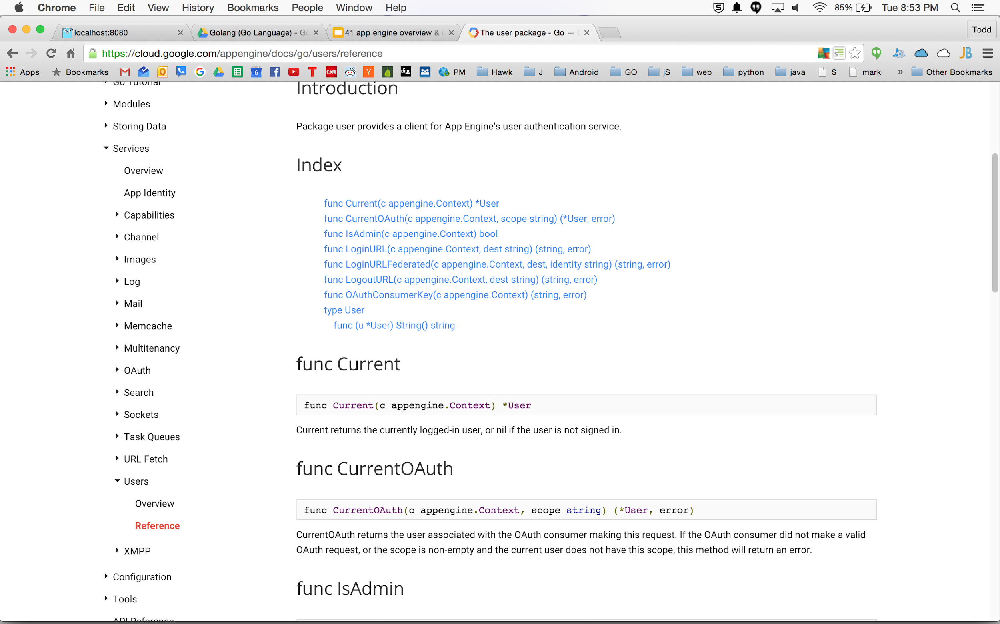 Chrome File Edit View History Bookmarks People Window Help 85% Tue 8:53 PM
localhost:8080 Golang (Go Language) - Go 41 app engine overview & The user package - Go — Todd
https://cloud.google.com/appengine/docs/go/users/reference
Apps Bookmarks 6 T CNN Y digg PM Hawk J Android GO jS web python java $ mark » Other Bookmarks
Go Tutorial
Modules
Storing Data
Services
Overview
App Identity
Capabilities
Channel
Images
Log
Mail
Memcache
Multitenancy
OAuth
Search
Sockets
Task Queues
URL Fetch
Users
Overview
Reference
XMPP
Configuration
Tools
API Reference
Introduction
Package user provides a client for App Engine's user authentication service.
Index
func Current(c appengine.Context) *User
func CurrentOAuth(c appengine.Context, scope string) (*User, error)
func IsAdmin(c appengine.Context) bool
func LoginURL(c appengine.Context, dest string) (string, error)
func LoginURLFederated(c appengine.Context, dest, identity string) (string, error)
func LogoutURL(c appengine.Context, dest string) (string, error)
func OAuthConsumerKey(c appengine.Context) (string, error)
type User
func (u *User) String() string
func Current
func Current(c appengine.Context) *User
Current returns the currently logged-in user, or nil if the user is not signed in.
func CurrentOAuth
func CurrentOAuth(c appengine.Context, scope string) (*User, error)
CurrentOAuth returns the user associated with the OAuth consumer making this request. If the OAuth consumer did not make a valid
OAuth request, or the scope is non-empty and the current user does not have this scope, this method will return an error.
func IsAdmin